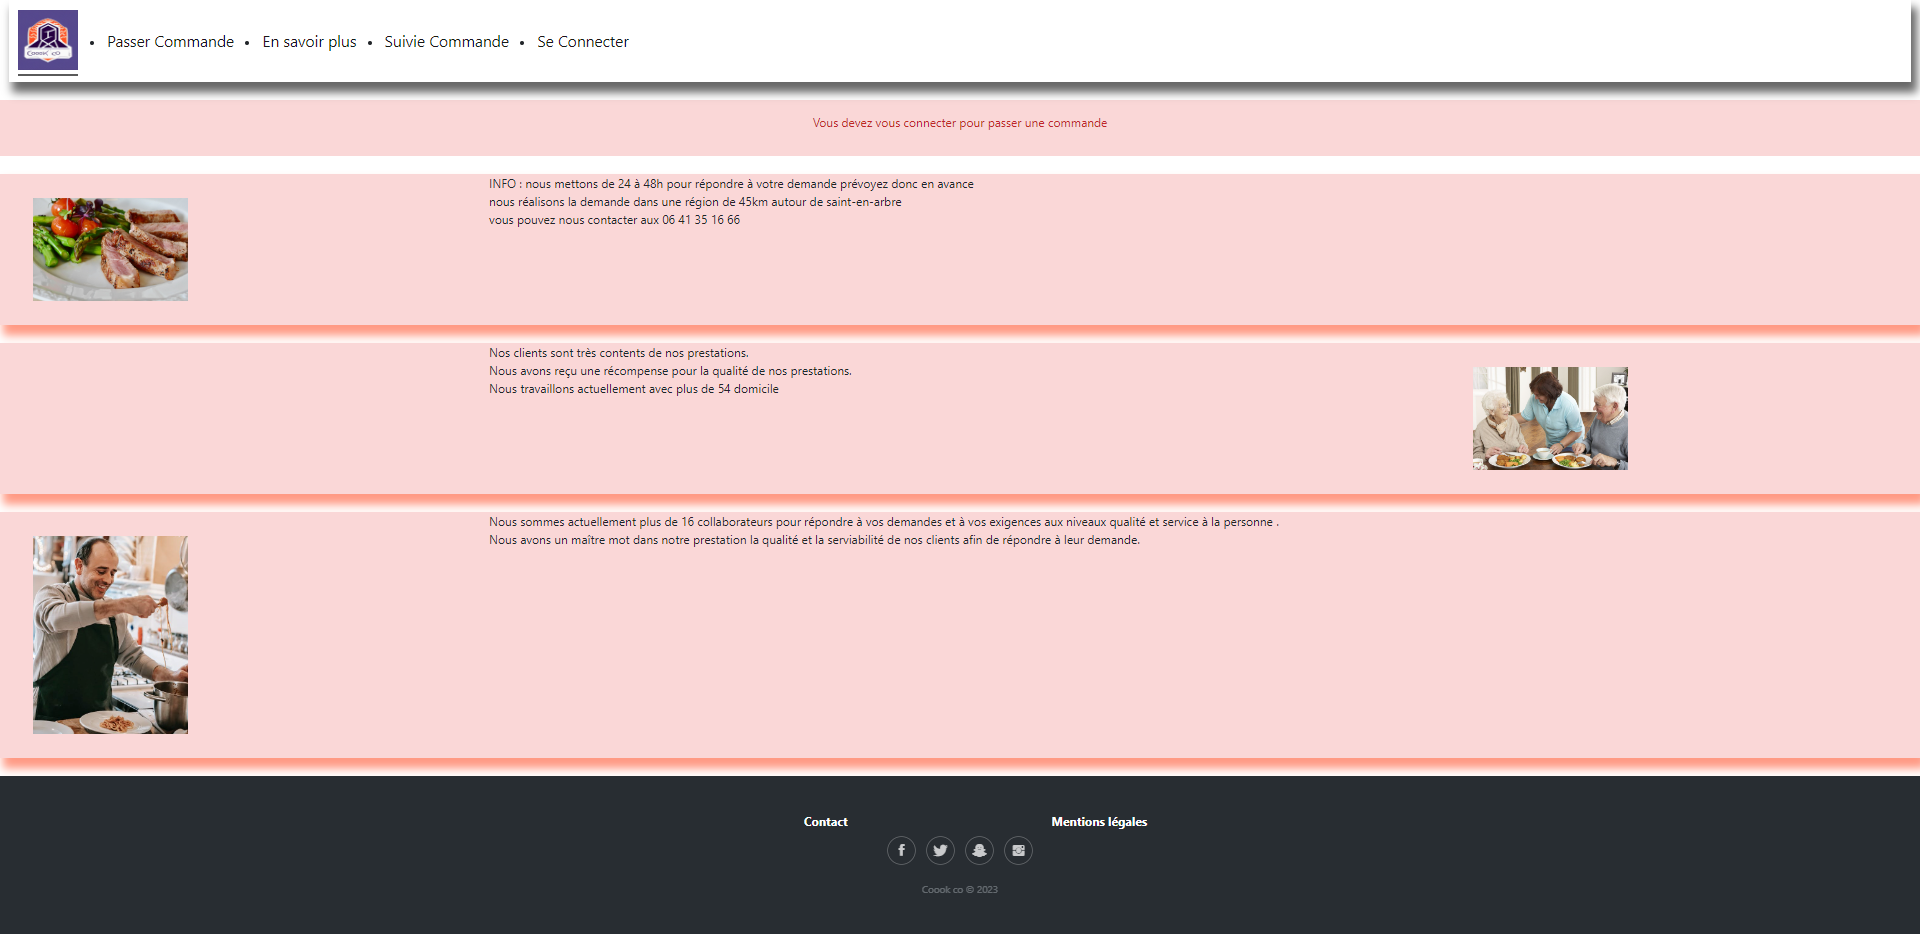 Coook co
Passer Commande
En savoir plus
Suivie Commande
Se Connecter
Vous devez vous connecter pour passer une commande
INFO : nous mettons de 24 à 48h pour répondre à votre demande prévoyez donc en avance
nous réalisons la demande dans une région de 45km autour de saint-en-arbre
vous pouvez nous contacter aux 06 41 35 16 66
Nos clients sont très contents de nos prestations.
Nous avons reçu une récompense pour la qualité de nos prestations.
Nous travaillons actuellement avec plus de 54 domicile
Nous sommes actuellement plus de 16 collaborateurs pour répondre à vos demandes et à vos exigences aux niveaux qualité et service à la personne .
Nous avons un maître mot dans notre prestation la qualité et la serviabilité de nos clients afin de répondre à leur demande.
Contact
Mentions légales
Coook co © 2023